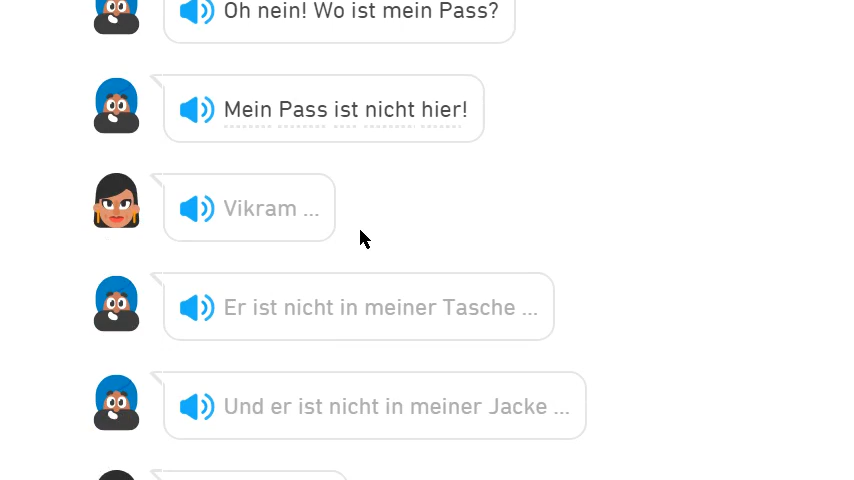 Oh nein! Wo ist mein Pass?
Mein Pass ist nicht hier!
Vikram ...
Er ist nicht in meiner Tasche ...
Und er ist nicht in meiner Jacke ...